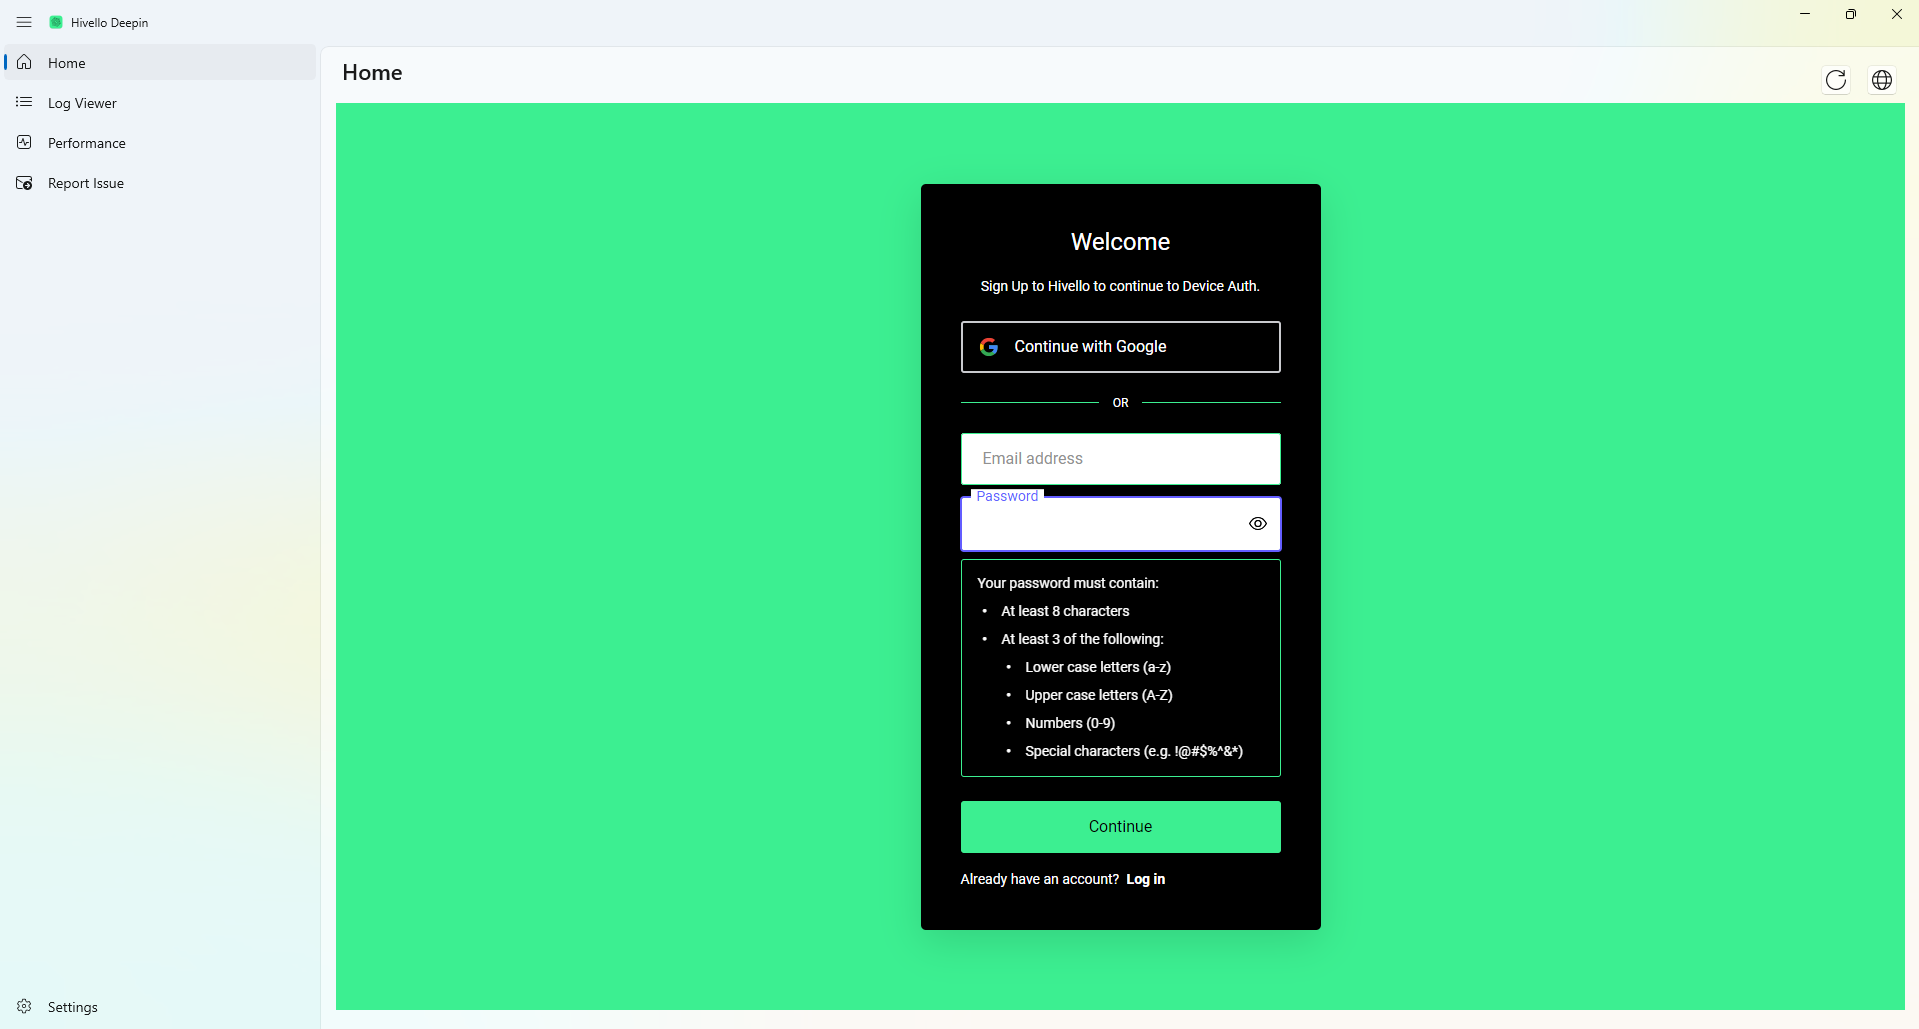 Hivello Deepin
Home
Log Viewer
Performance
Report Issue
Settings
Home
Welcome
Sign Up to Hivello to continue to Device Auth.
Continue with Google
OR
Email address
Password
Your password must contain:
• At least 8 characters
• At least 3 of the following:
• Lower case letters (a-z)
• Upper case letters (A-Z)
• Numbers (0-9)
• Special characters (e.g. !@#$%^&*)
Continue
Already have an account? Log in